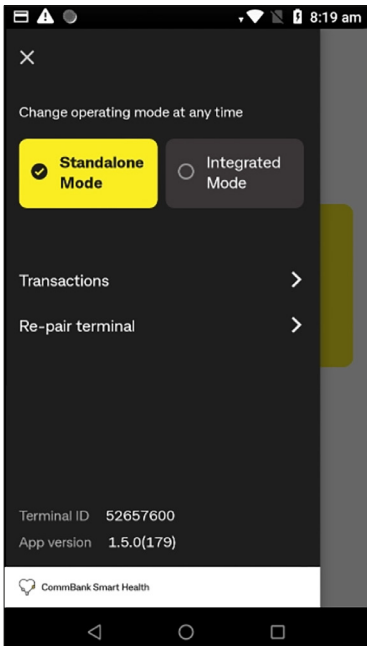 8:19 am
Change operating mode at any time
Standalone
Mode
Integrated
Mode
Transactions
Re-pair terminal
Terminal ID 52657600
App version 1.5.0(179)
CommBank Smart Health